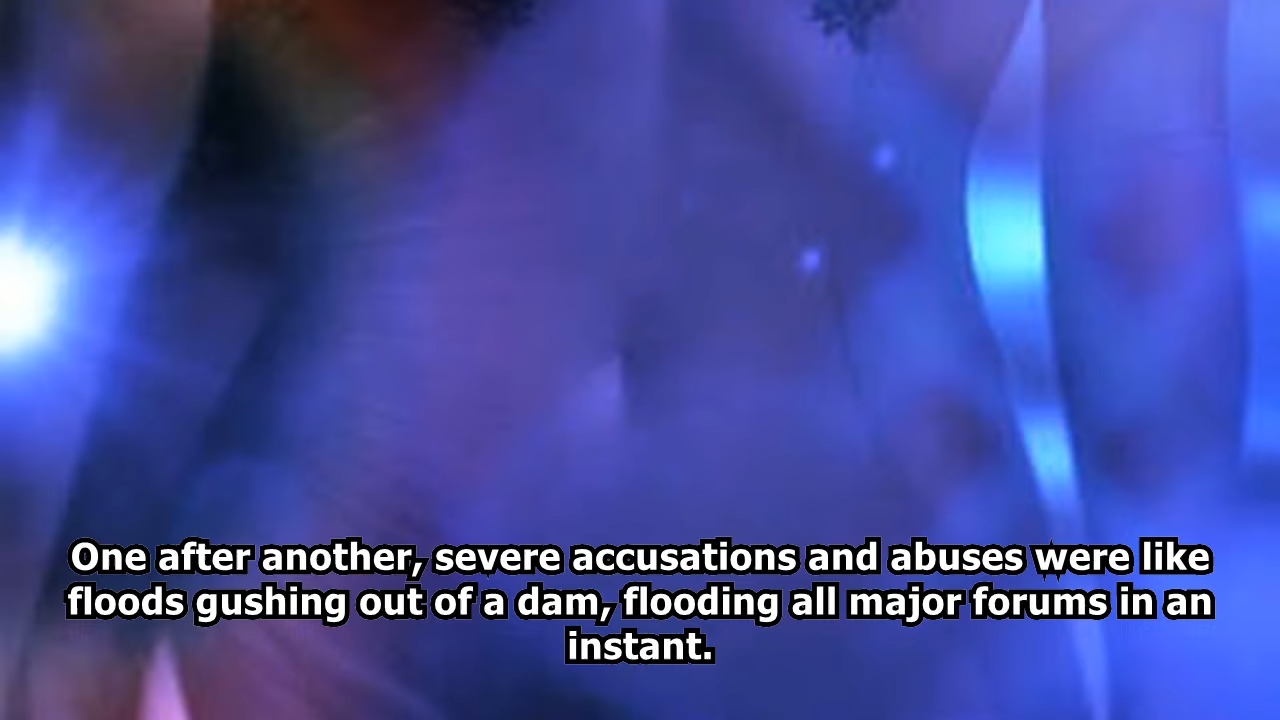 One after another, severe accusations and abuses were like
floods gushing out of a dam, flooding all major forums in an
instant.